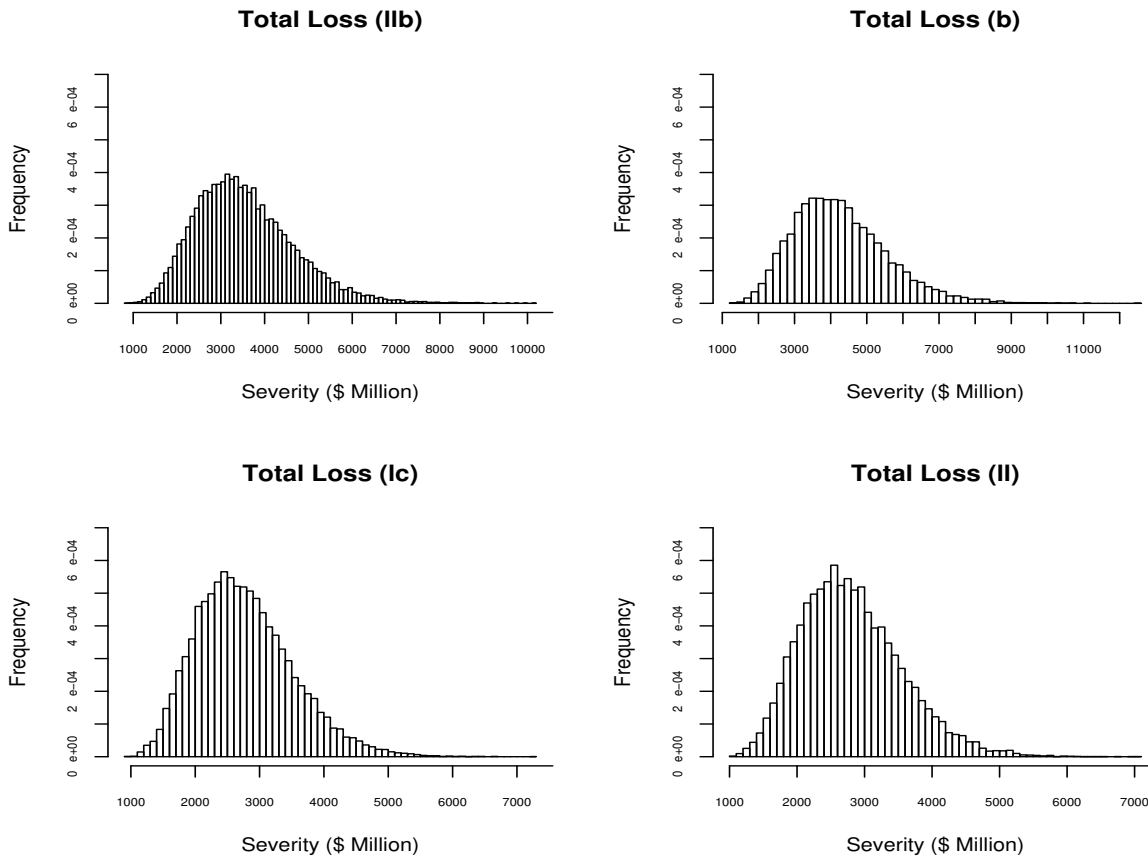 Total Loss (IIb)
Frequency
0 e+00 2 e-04 4 e-04 6 e-04
1000 2000 3000 4000 5000 6000 7000 8000 9000 10000
Severity ($ Million)
Total Loss (b)
Frequency
0 e+00 2 e-04 4 e-04 6 e-04
1000 3000 5000 7000 9000 11000
Severity ($ Million)
Total Loss (Ic)
Frequency
0 e+00 2 e-04 4 e-04 6 e-04
1000 2000 3000 4000 5000 6000 7000
Severity ($ Million)
Total Loss (II)
Frequency
0 e+00 2 e-04 4 e-04 6 e-04
1000 2000 3000 4000 5000 6000 7000
Severity ($ Million)